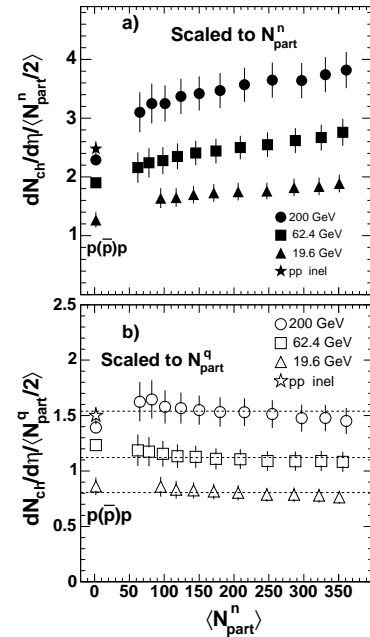 a)
Scaled to N^n_part
dN_ch/dη/⟨N^n_part/2⟩
4
3
2
1
0
200 GeV
62.4 GeV
19.6 GeV
pp inel
p(p̅)p
b)
Scaled to N^q_part
dN_ch/dη/⟨N^q_part/2⟩
2.5
2
1.5
1
0.5
0
200 GeV
62.4 GeV
19.6 GeV
pp inel
p(p̅)p
0 50 100 150 200 250 300 350 400
⟨N^n_part⟩